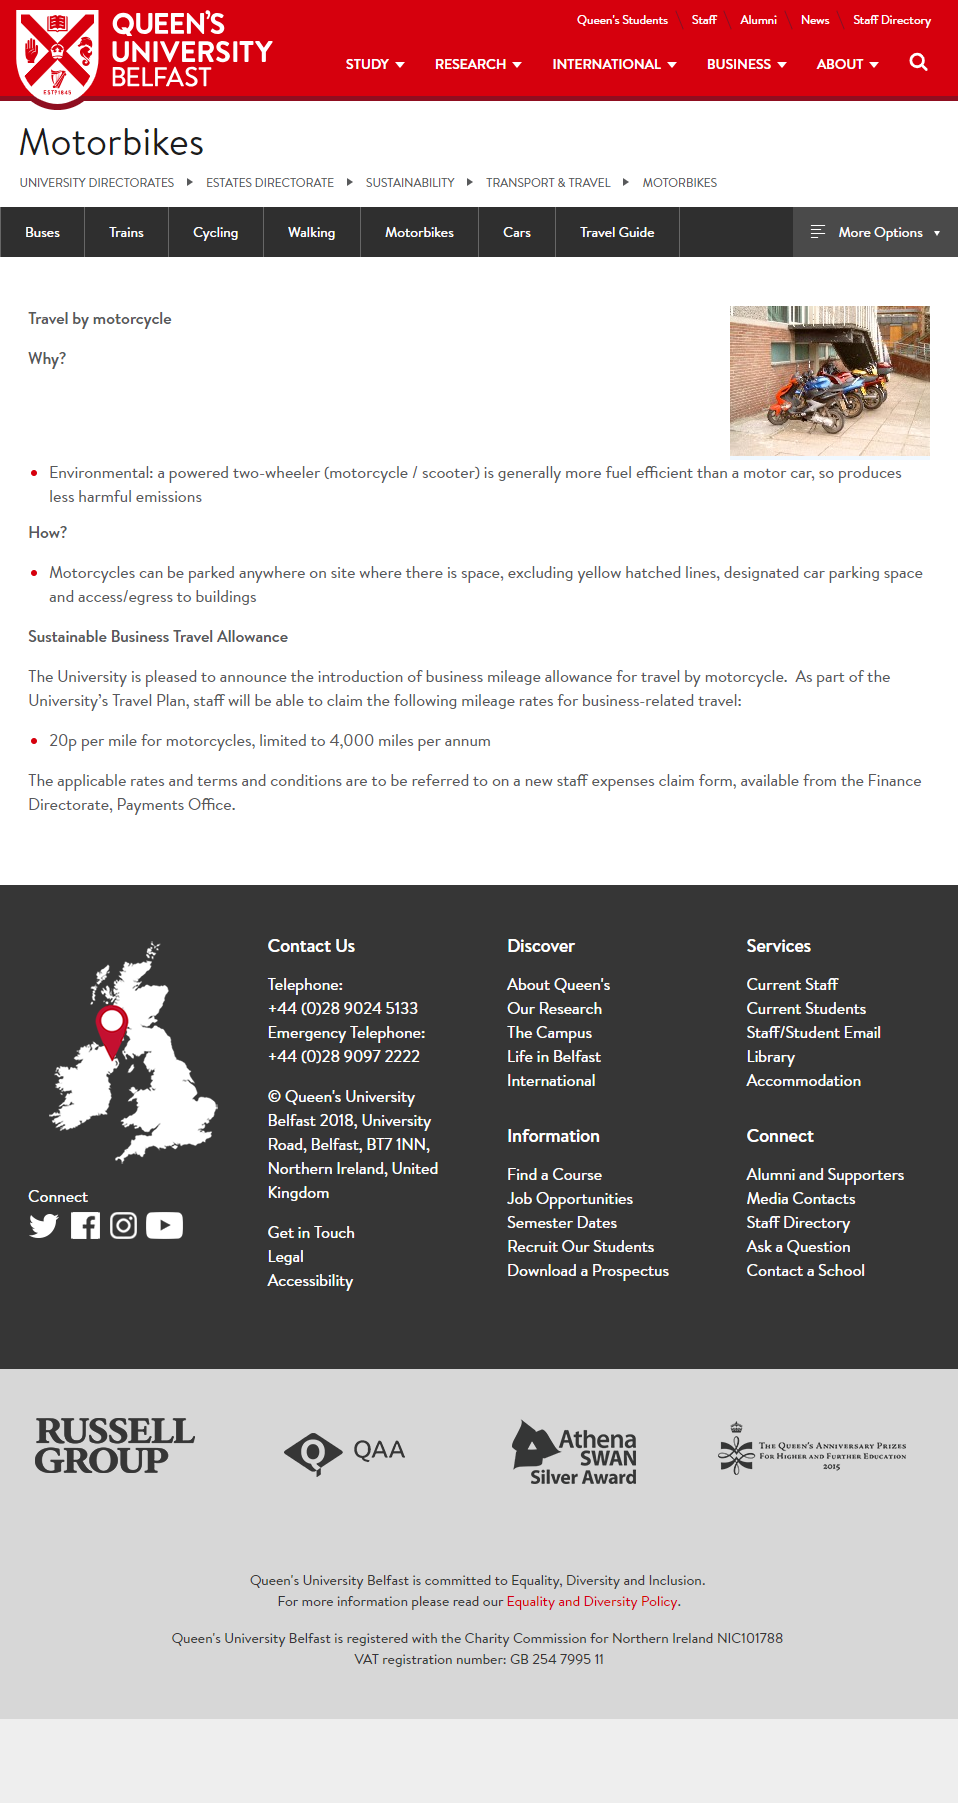 QUEEN'S
UNIVERSITY
BELFAST
ESTD1845
Queen's Students
Staff
Alumni
News
Staff Directory
STUDY
RESEARCH
INTERNATIONAL
BUSINESS
ABOUT
Motorbikes
UNIVERSITY DIRECTORATES
ESTATES DIRECTORATE
SUSTAINABILITY
TRANSPORT & TRAVEL
MOTORBIKES
Buses
Trains
Cycling
Walking
Motorbikes
Cars
Travel Guide
More Options
Travel by motorcycle
Why?
Environmental: a powered two-wheeler (motorcycle / scooter) is generally more fuel efficient than a motor car, so produces
less harmful emissions
How?
Motorcycles can be parked anywhere on site where there is space, excluding yellow hatched lines, designated car parking space
and access/egress to buildings
Sustainable Business Travel Allowance
The University is pleased to announce the introduction of business mileage allowance for travel by motorcycle.  As part of the
University's Travel Plan, staff will be able to claim the following mileage rates for business-related travel:
20p per mile for motorcycles, limited to 4,000 miles per annum
The applicable rates and terms and conditions are to be referred to on a new staff expenses claim form, available from the Finance
Directorate, Payments Office.
Connect
Contact Us
Telephone:
+44 (0)28 9024 5133
Emergency Telephone:
+44 (0)28 9097 2222
© Queen's University
Belfast 2018, University
Road, Belfast, BT7 1NN,
Northern Ireland, United
Kingdom
Get in Touch
Legal
Accessibility
Discover
About Queen's
Our Research
The Campus
Life in Belfast
International
Information
Find a Course
Job Opportunities
Semester Dates
Recruit Our Students
Download a Prospectus
Services
Current Staff
Current Students
Staff/Student Email
Library
Accommodation
Connect
Alumni and Supporters
Media Contacts
Staff Directory
Ask a Question
Contact a School
RUSSELL
GROUP
QAA
Athena
SWAN
Silver Award
THE QUEEN'S ANNIVERSARY PRIZES
FOR HIGHER AND FURTHER EDUCATION
2015
Queen's University Belfast is committed to Equality, Diversity and Inclusion.
For more information please read our Equality and Diversity Policy.
Queen's University Belfast is registered with the Charity Commission for Northern Ireland NIC101788
VAT registration number: GB 254 7995 11